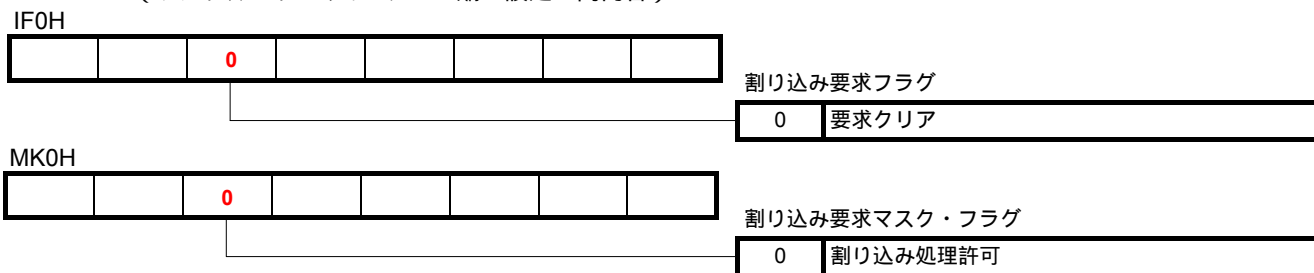 IF0H
0
割り込み要求フラグ
0 要求クリア
MK0H
0
割り込み要求マスク・フラグ
0 割り込み処理許可